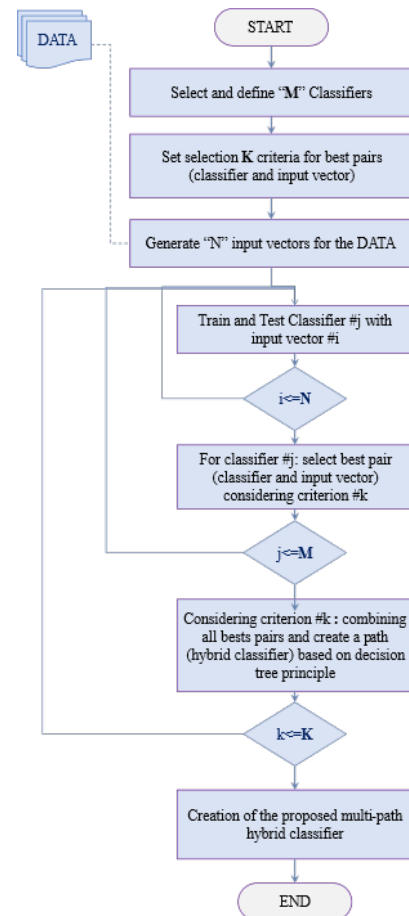 START
DATA
Select and define “M” Classifiers
Set selection K criteria for best pairs
(classifier and input vector)
Generate “N” input vectors for the DATA
Train and Test Classifier #j with
input vector #i
i<=N
For classifier #j: select best pair
(classifier and input vector)
considering criterion #k
j<=M
Considering criterion #k : combining
all bests pairs and create a path
(hybrid classifier) based on decision
tree principle
k<=K
Creation of the proposed multi-path
hybrid classifier
END